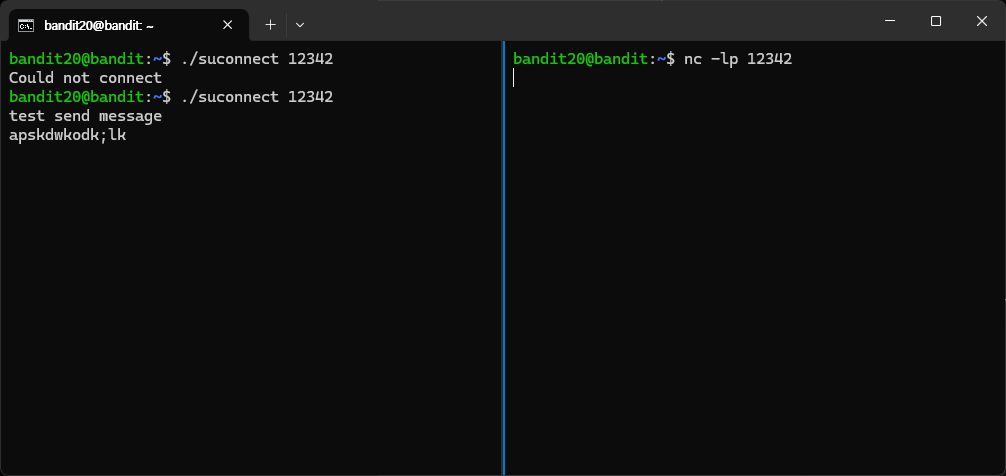 bandit20@bandit: ~
bandit20@bandit:~$ ./suconnect 12342
Could not connect
bandit20@bandit:~$ ./suconnect 12342
test send message
apskdwkodk;lk
bandit20@bandit:~$ nc -lp 12342